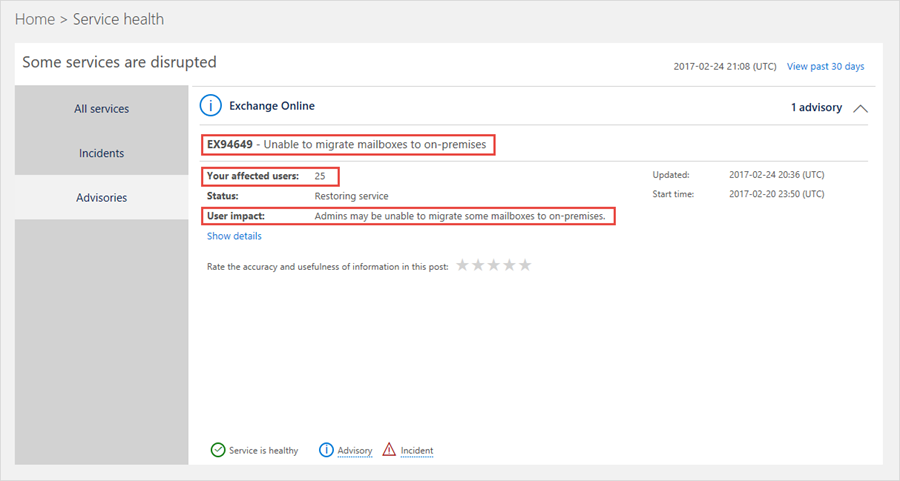 Home > Service health
Some services are disrupted
2017-02-24 21:08 (UTC) View past 30 days
All services
Incidents
Advisories
Exchange Online
1 advisory
EX94649 - Unable to migrate mailboxes to on-premises
Your affected users: 25
Updated: 2017-02-24 20:36 (UTC)
Status: Restoring service
Start time: 2017-02-20 23:50 (UTC)
User impact: Admins may be unable to migrate some mailboxes to on-premises.
Show details
Rate the accuracy and usefulness of information in this post:
Service is healthy Advisory Incident